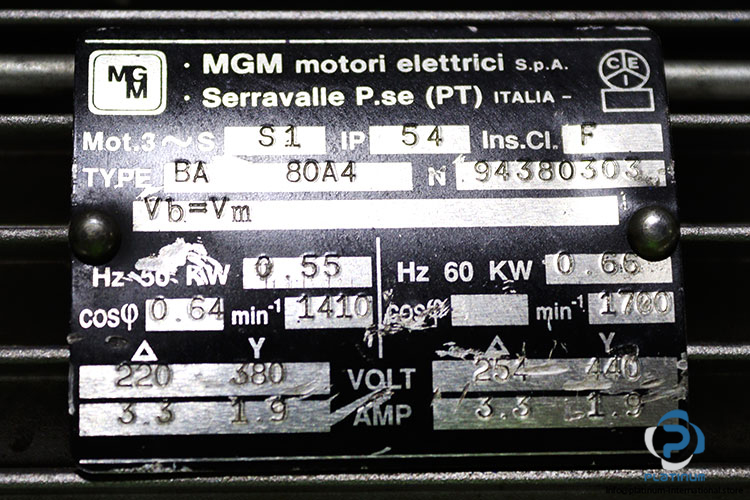 MGM
· MGM motori elettrici S.p.A.
· Serravalle P.se (PT) ITALIA -
CEI
Mot.3~S S1 IP 54 Ins.Cl. F
TYPE BA 80A4 N 94380303
Vb=Vm
Hz 50 KW 0.55 Hz 60 KW 0.66
cosφ 0.64 min-1 1410 cosφ min-1 1700
Δ Y Δ Y
220 380 VOLT 254 440
3.3 1.9 AMP 3.3 1.9
PLATINUM